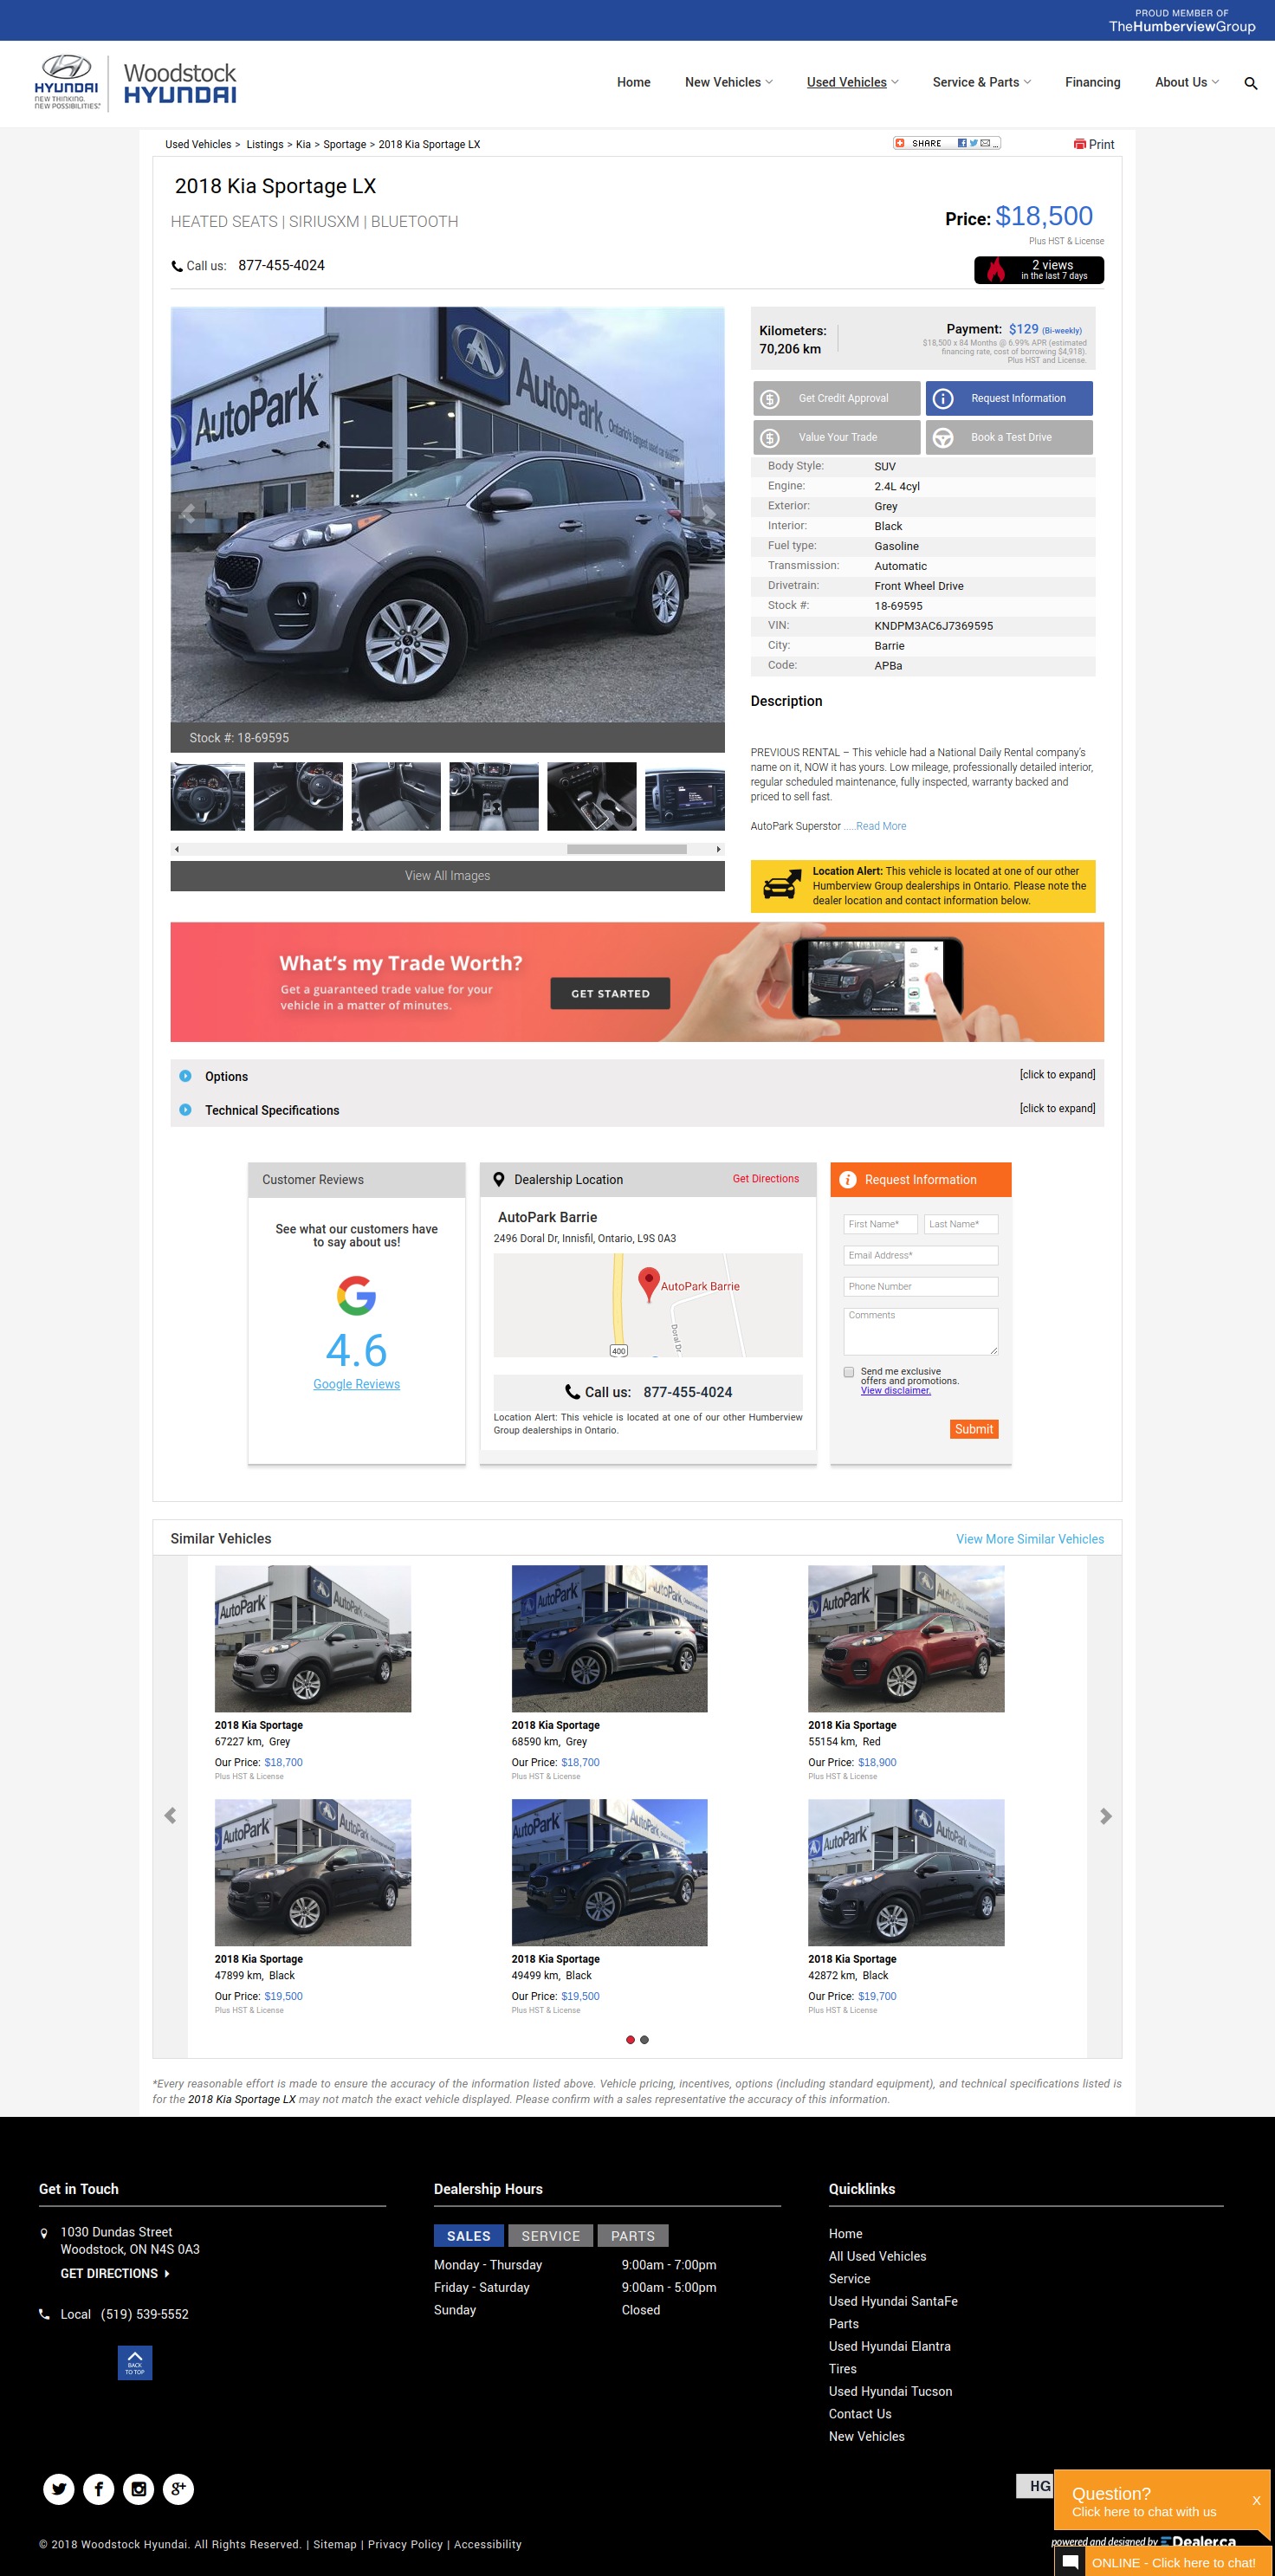 PROUD MEMBER OF
TheHumberviewGroup
HYUNDAI
NEW THINKING.
NEW POSSIBILITIES.
Woodstock
HYUNDAI
Home New Vehicles Used Vehicles Service & Parts Financing About Us
Used Vehicles > Listings > Kia > Sportage > 2018 Kia Sportage LX
SHARE ...
Print
2018 Kia Sportage LX
HEATED SEATS | SIRIUSXM | BLUETOOTH
Price: $18,500
Plus HST & License
Call us: 877-455-4024
2 views
in the last 7 days
AutoPark
AutoPark
Ontario's largest used car dealer
Stock #: 18-69595
View All Images
Kilometers:
70,206 km
Payment: $129 (Bi-weekly)
$18,500 x 84 Months @ 6.99% APR (estimated
financing rate, cost of borrowing $4,918).
Plus HST and License.
Get Credit Approval
Request Information
Value Your Trade
Book a Test Drive
Body Style: SUV
Engine: 2.4L 4cyl
Exterior: Grey
Interior: Black
Fuel type: Gasoline
Transmission: Automatic
Drivetrain: Front Wheel Drive
Stock #: 18-69595
VIN: KNDPM3AC6J7369595
City: Barrie
Code: APBa
Description
PREVIOUS RENTAL – This vehicle had a National Daily Rental company's
name on it, NOW it has yours. Low mileage, professionally detailed interior,
regular scheduled maintenance, fully inspected, warranty backed and
priced to sell fast.
AutoPark Superstor .....Read More
Location Alert: This vehicle is located at one of our other
Humberview Group dealerships in Ontario. Please note the
dealer location and contact information below.
What's my Trade Worth?
Get a guaranteed trade value for your
vehicle in a matter of minutes.
GET STARTED
Options [click to expand]
Technical Specifications [click to expand]
Customer Reviews
See what our customers have
to say about us!
4.6
Google Reviews
Dealership Location Get Directions
AutoPark Barrie
2496 Doral Dr, Innisfil, Ontario, L9S 0A3
AutoPark Barrie
Doral Dr
400
Call us: 877-455-4024
Location Alert: This vehicle is located at one of our other Humberview
Group dealerships in Ontario.
Request Information
First Name* Last Name*
Email Address*
Phone Number
Comments
Send me exclusive
offers and promotions.
View disclaimer.
Submit
Similar Vehicles View More Similar Vehicles
AutoPark
AutoPark
AutoPark
2018 Kia Sportage
67227 km, Grey
Our Price: $18,700
Plus HST & License
2018 Kia Sportage
68590 km, Grey
Our Price: $18,700
Plus HST & License
2018 Kia Sportage
55154 km, Red
Our Price: $18,900
Plus HST & License
AutoPark
AutoPark
AutoPark
2018 Kia Sportage
47899 km, Black
Our Price: $19,500
Plus HST & License
2018 Kia Sportage
49499 km, Black
Our Price: $19,500
Plus HST & License
2018 Kia Sportage
42872 km, Black
Our Price: $19,700
Plus HST & License
*Every reasonable effort is made to ensure the accuracy of the information listed above. Vehicle pricing, incentives, options (including standard equipment), and technical specifications listed is
for the 2018 Kia Sportage LX may not match the exact vehicle displayed. Please confirm with a sales representative the accuracy of this information.
Get in Touch
1030 Dundas Street
Woodstock, ON N4S 0A3
GET DIRECTIONS
Local (519) 539-5552
BACK
TO TOP
Dealership Hours
SALES SERVICE PARTS
Monday - Thursday 9:00am - 7:00pm
Friday - Saturday 9:00am - 5:00pm
Sunday Closed
Quicklinks
Home
All Used Vehicles
Service
Used Hyundai SantaFe
Parts
Used Hyundai Elantra
Tires
Used Hyundai Tucson
Contact Us
New Vehicles
HG
Question?
Click here to chat with us
X
powered and designed by EDealer.ca
ONLINE - Click here to chat!
© 2018 Woodstock Hyundai. All Rights Reserved. | Sitemap | Privacy Policy | Accessibility